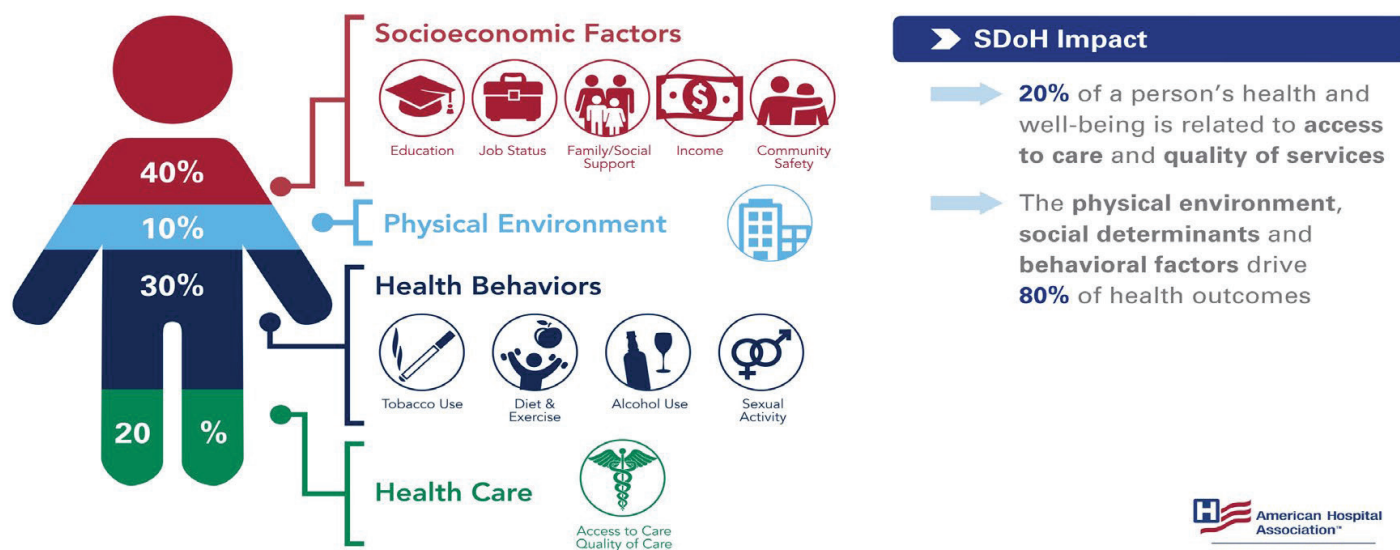 Socioeconomic Factors
Education
Job Status
Family/Social
Support
Income
Community
Safety
40%
10%
Physical Environment
30%
Health Behaviors
Tobacco Use
Diet &
Exercise
Alcohol Use
Sexual
Activity
20 %
Health Care
Access to Care
Quality of Care
SDoH Impact
20% of a person's health and
well-being is related to access
to care and quality of services
The physical environment,
social determinants and
behavioral factors drive
80% of health outcomes
H
American Hospital
Association™